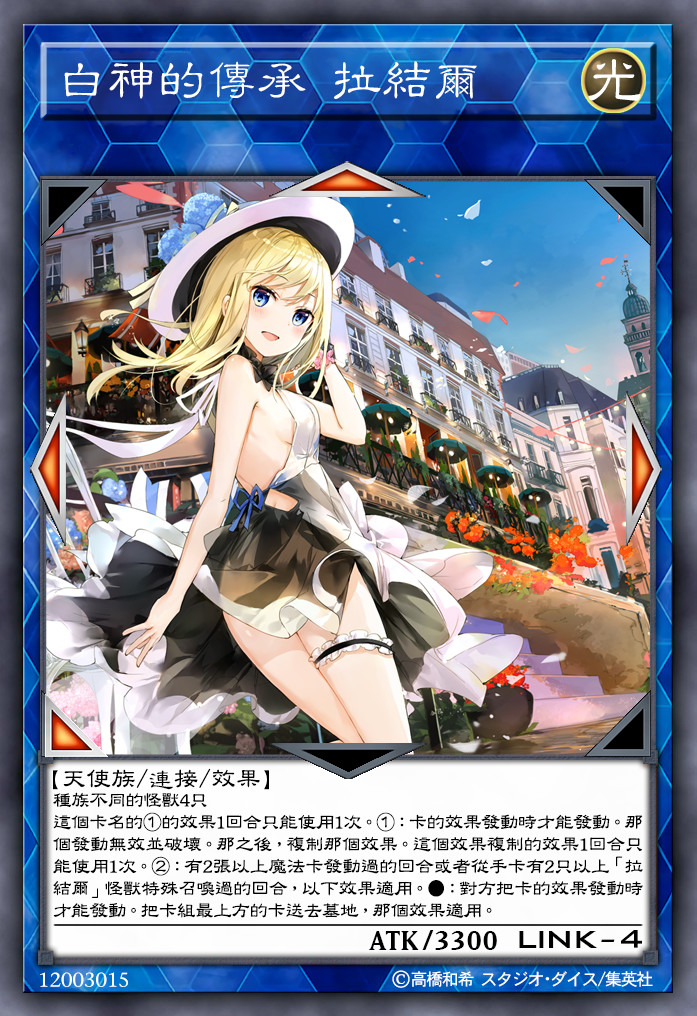 白神的傳承 拉結爾
光
【天使族/連接/效果】
種族不同的怪獸4只
這個卡名的①的效果1回合只能使用1次。①：卡的效果發動時才能發動。那
個發動無效並破壞。那之後，複制那個效果。這個效果複制的效果1回合只
能使用1次。②：有2張以上魔法卡發動過的回合或者從手卡有2只以上「拉
結爾」怪獸特殊召喚過的回合，以下效果適用。●：對方把卡的效果發動時
才能發動。把卡組最上方的卡送去墓地，那個效果適用。
ATK/3300 LINK-4
12003015 ©高橋和希 スタジオ・ダイス/集英社